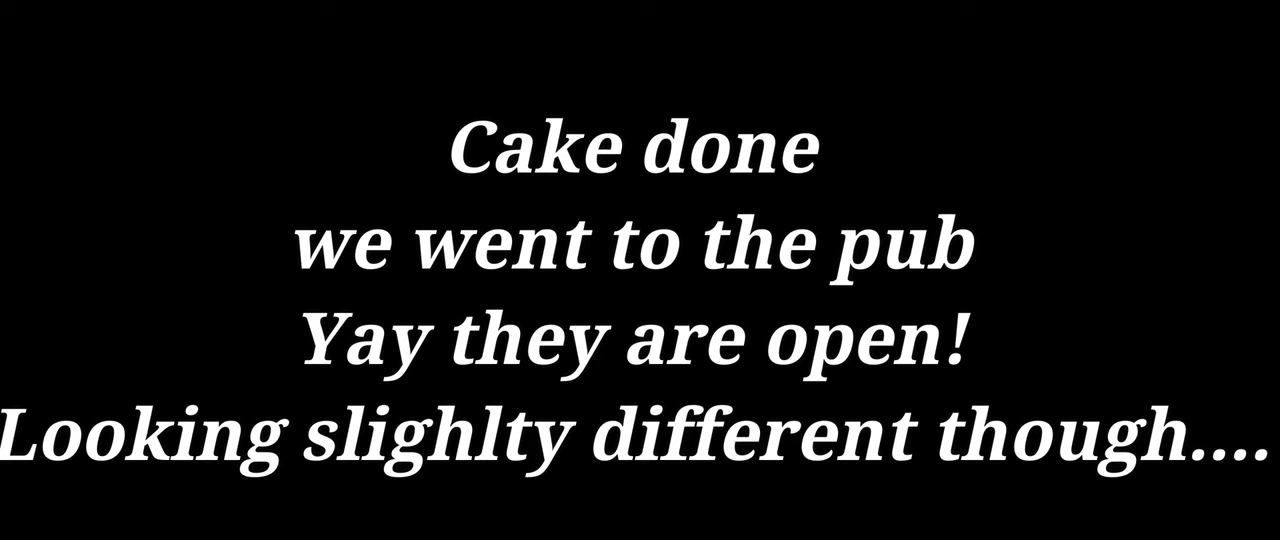 Cake done
we went to the pub
Yay they are open!
Looking slighlty different though....